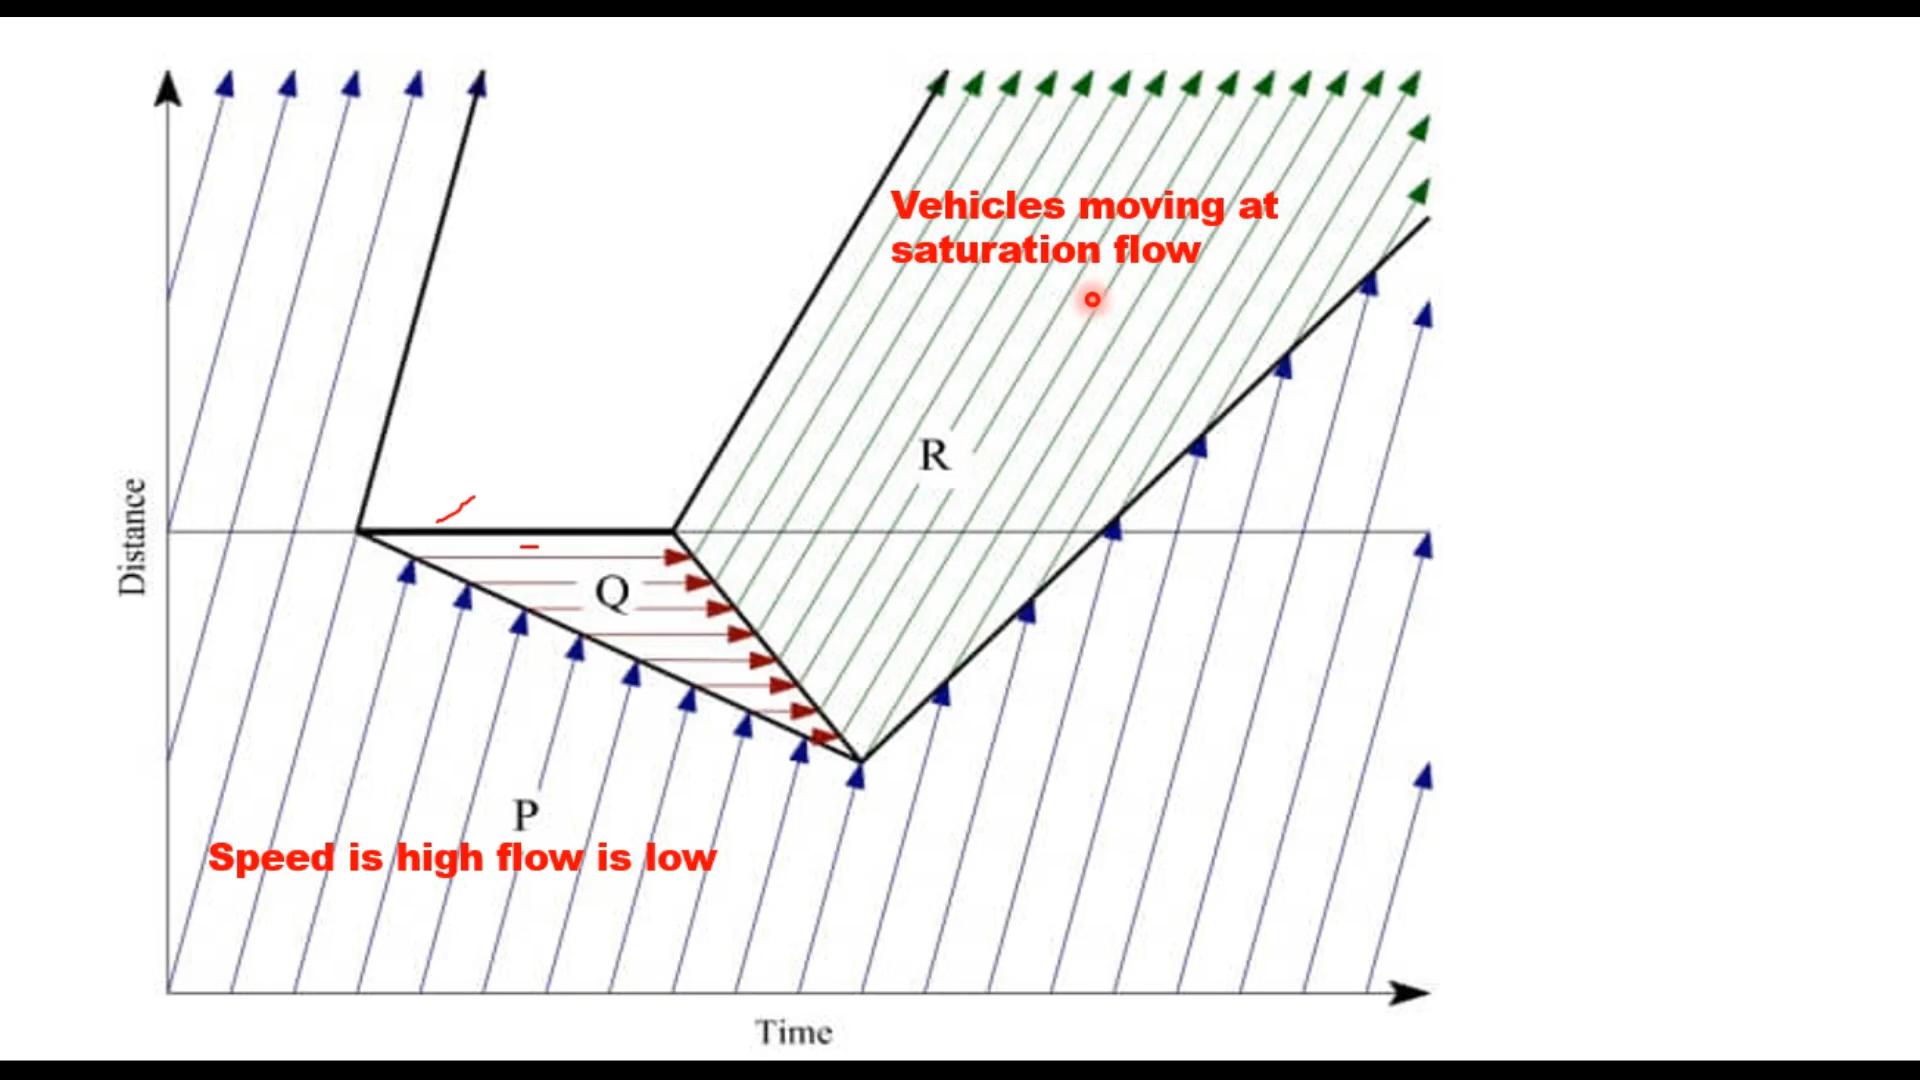 Vehicles moving at
saturation flow
R
Distance
Q
P
Speed is high flow is low
Time